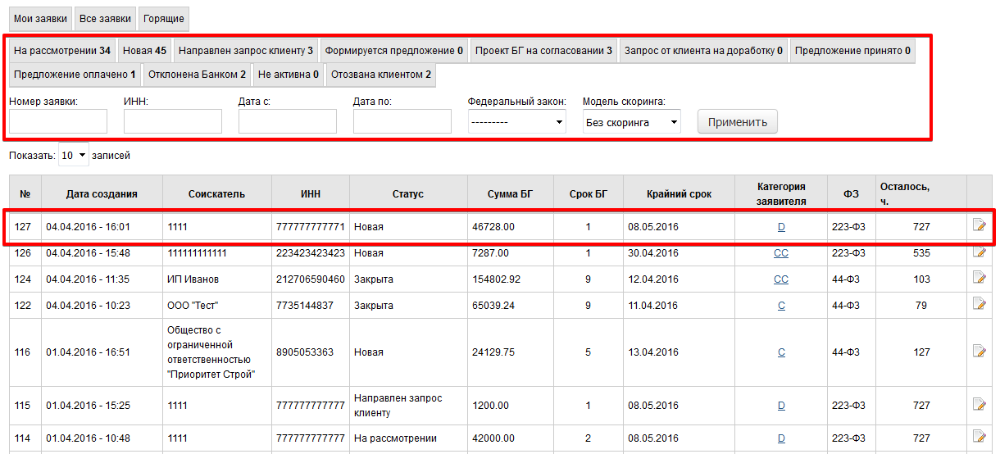 Мои заявки Все заявки Горящие
На рассмотрении 34 Новая 45 Направлен запрос клиенту 3 Формируется предложение 0 Проект БГ на согласовании 3 Запрос от клиента на доработку 0 Предложение принято 0
Предложение оплачено 1 Отклонена Банком 2 Не активна 0 Отозвана клиентом 2
Номер заявки: ИНН: Дата с: Дата по: Федеральный закон: Модель скоринга:
--------- Без скоринга Применить
Показать: 10 записей
№ Дата создания Соискатель ИНН Статус Сумма БГ Срок БГ Крайний срок Категория заявителя ФЗ Осталось, ч.
127 04.04.2016 - 16:01 1111 777777777771 Новая 46728.00 1 08.05.2016 D 223-ФЗ 727
126 04.04.2016 - 15:48 111111111111 223423423423 Новая 7287.00 1 30.04.2016 CC 223-ФЗ 535
124 04.04.2016 - 11:35 ИП Иванов 212706590460 Закрыта 154802.92 9 12.04.2016 CC 44-ФЗ 103
122 04.04.2016 - 10:23 ООО "Тест" 7735144837 Закрыта 65039.24 9 11.04.2016 C 44-ФЗ 79
116 01.04.2016 - 16:51 Общество с ограниченной ответственностью "Приоритет Строй" 8905053363 Новая 24129.75 5 13.04.2016 C 44-ФЗ 127
115 01.04.2016 - 15:25 1111 777777777777 Направлен запрос клиенту 1200.00 1 08.05.2016 D 223-ФЗ 727
114 01.04.2016 - 10:48 1111 777777777777 На рассмотрении 42000.00 2 08.05.2016 D 223-ФЗ 727